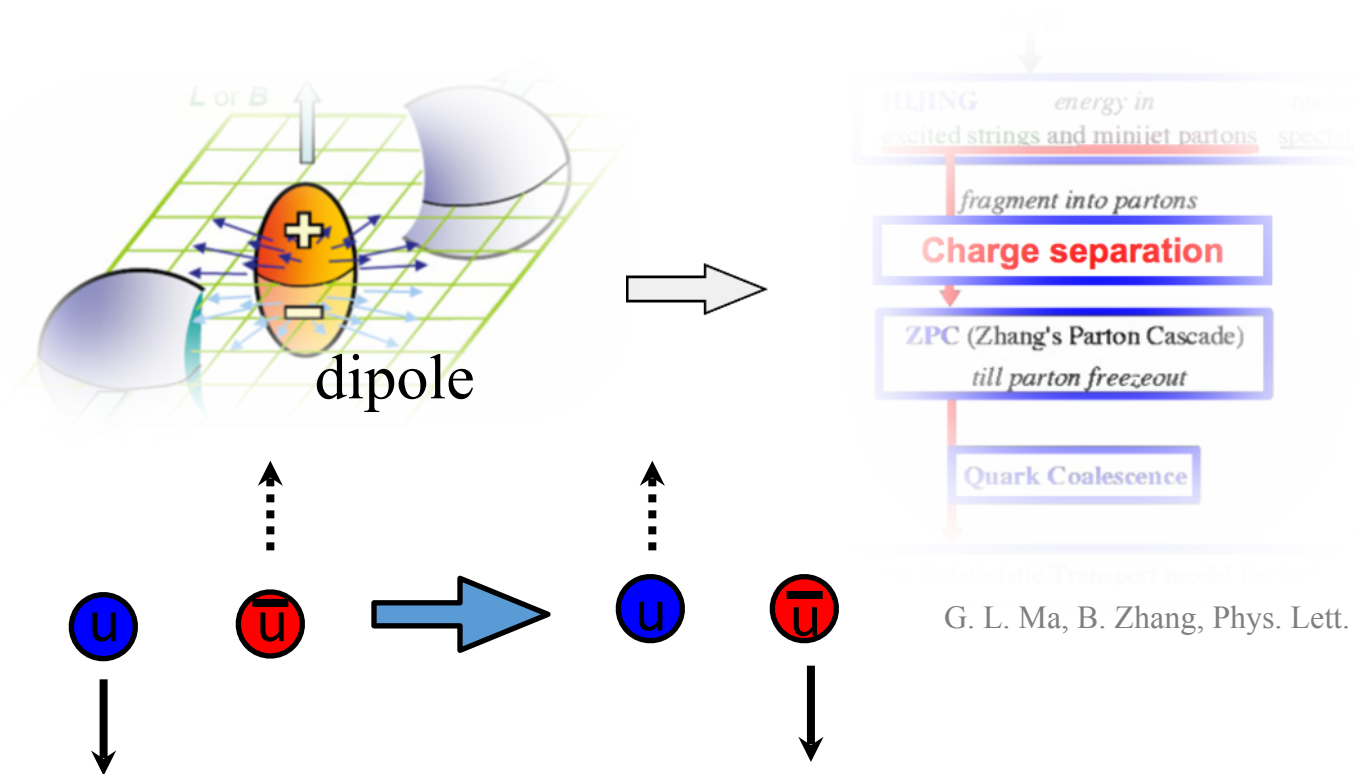 L or B
+
−
dipole
HIJING energy in
excited strings and minijet partons
fragment into partons
Charge separation
ZPC (Zhang's Parton Cascade)
till parton freezeout
Quark Coalescence
u
u̅
u
u̅
G. L. Ma, B. Zhang, Phys. Lett.